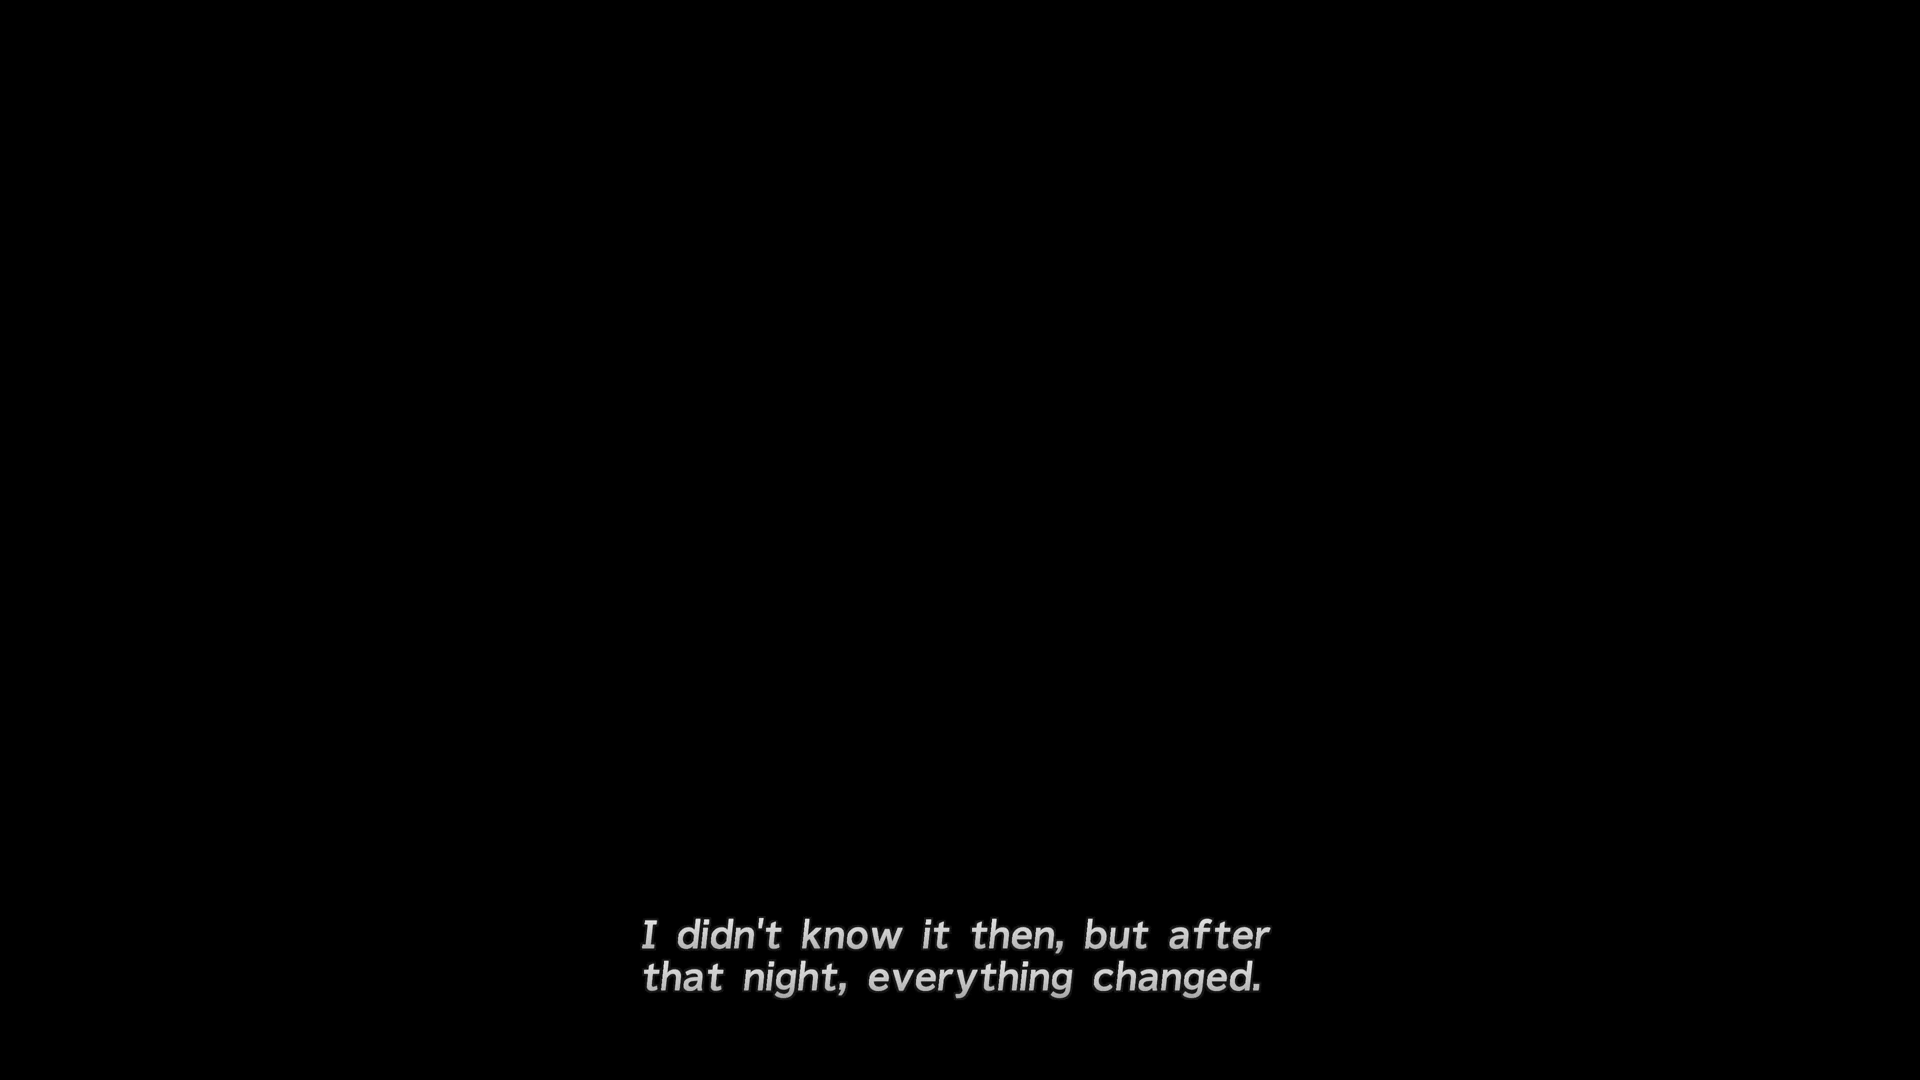 I didn't know it then, but after
that night, everything changed.